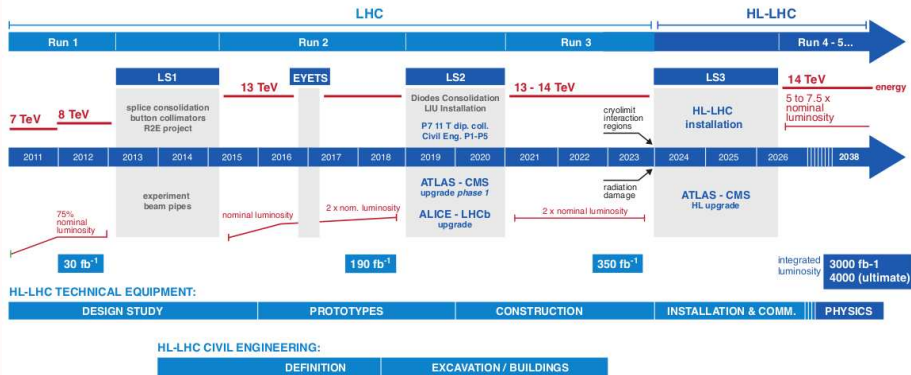 LHC HL-LHC
Run 1 Run 2 Run 3 Run 4 - 5...
LS1 EYETS LS2 LS3
13 TeV 13 - 14 TeV 14 TeV
energy
7 TeV 8 TeV
splice consolidation
button collimators
R2E project
Diodes Consolidation
LIU Installation
P7 11 T dip. coll.
Civil Eng. P1-P5
cryolimit
interaction
regions
HL-LHC
installation
5 to 7.5 x
nominal
luminosity
2011 2012 2013 2014 2015 2016 2017 2018 2019 2020 2021 2022 2023 2024 2025 2026 2038
75%
nominal
luminosity
experiment
beam pipes
nominal luminosity
2 x nom. luminosity
ATLAS - CMS
upgrade phase 1
ALICE - LHCb
upgrade
2 x nominal luminosity
radiation
damage
ATLAS - CMS
HL upgrade
30 fb-1 190 fb-1 350 fb-1
integrated
luminosity
3000 fb-1
4000 (ultimate)
HL-LHC TECHNICAL EQUIPMENT:
DESIGN STUDY PROTOTYPES CONSTRUCTION INSTALLATION & COMM. PHYSICS
HL-LHC CIVIL ENGINEERING:
DEFINITION EXCAVATION / BUILDINGS